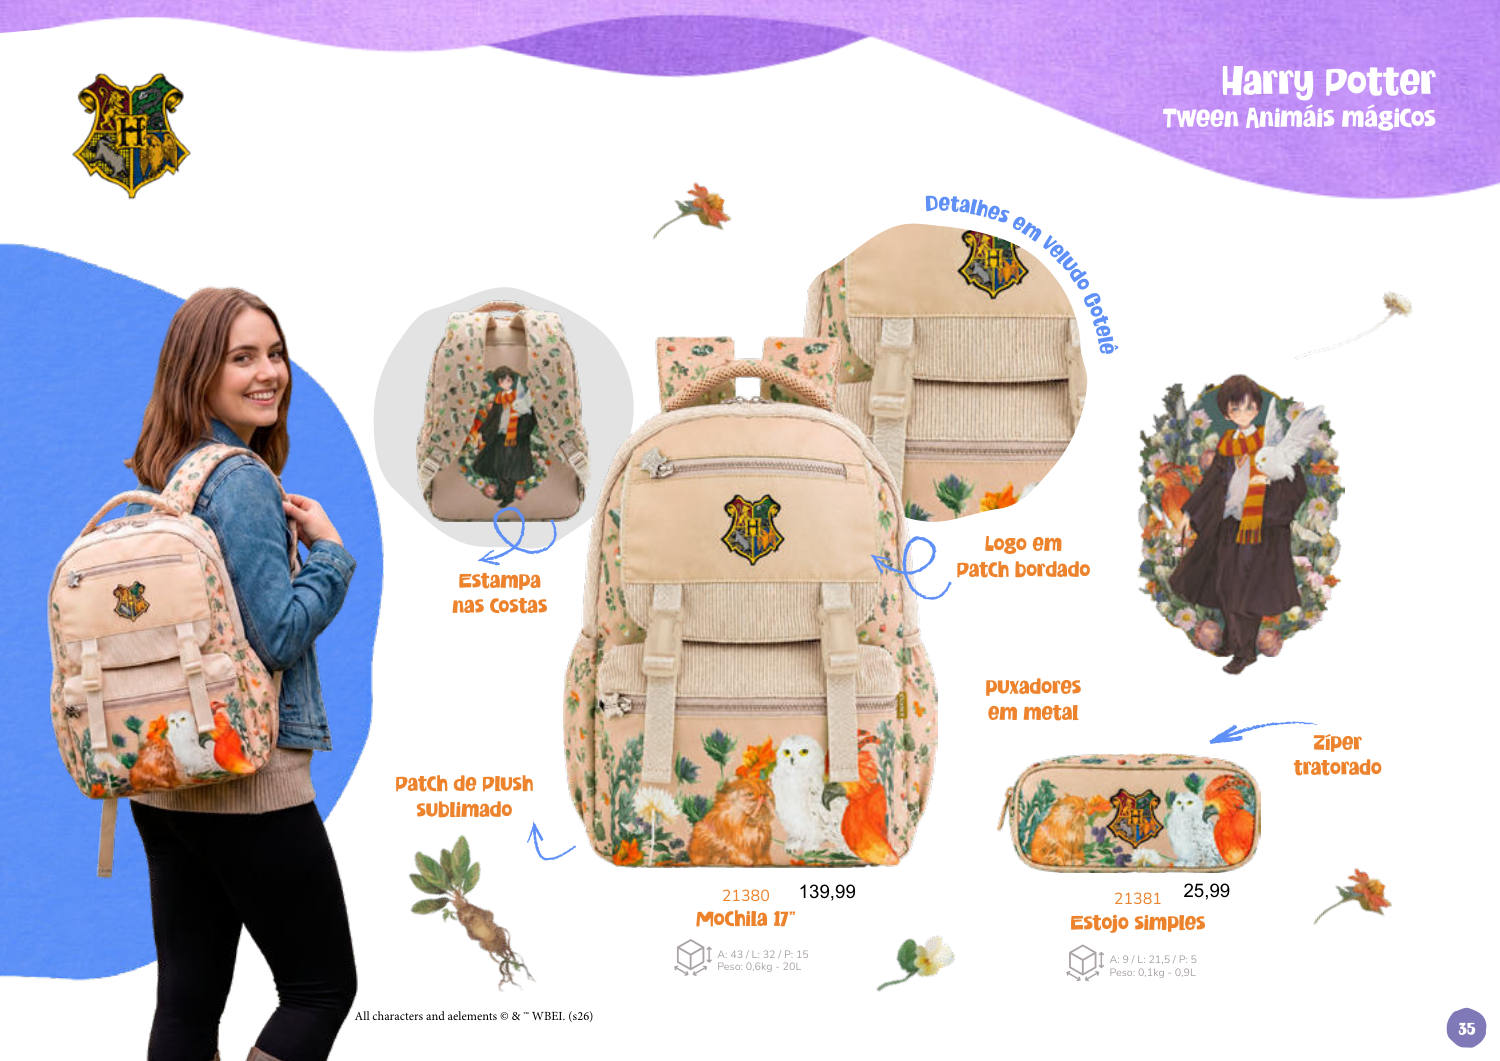 Harry Potter
Tween Animáis mágicos
Detalhes em Veludo Cotelê
H
Estampa
nas Costas
Logo em
Patch bordado
Puxadores
em metal
Zíper
tratorado
Patch de Plush
sublimado
21380 139,99
Mochila 17"
A: 43 / L: 32 / P: 15
Peso: 0,6kg - 20L
21381 25,99
Estojo simples
A: 9 / L: 21,5 / P: 5
Peso: 0,1kg - 0,9L
All characters and aelements © & ™ WBEI. (s26)
35